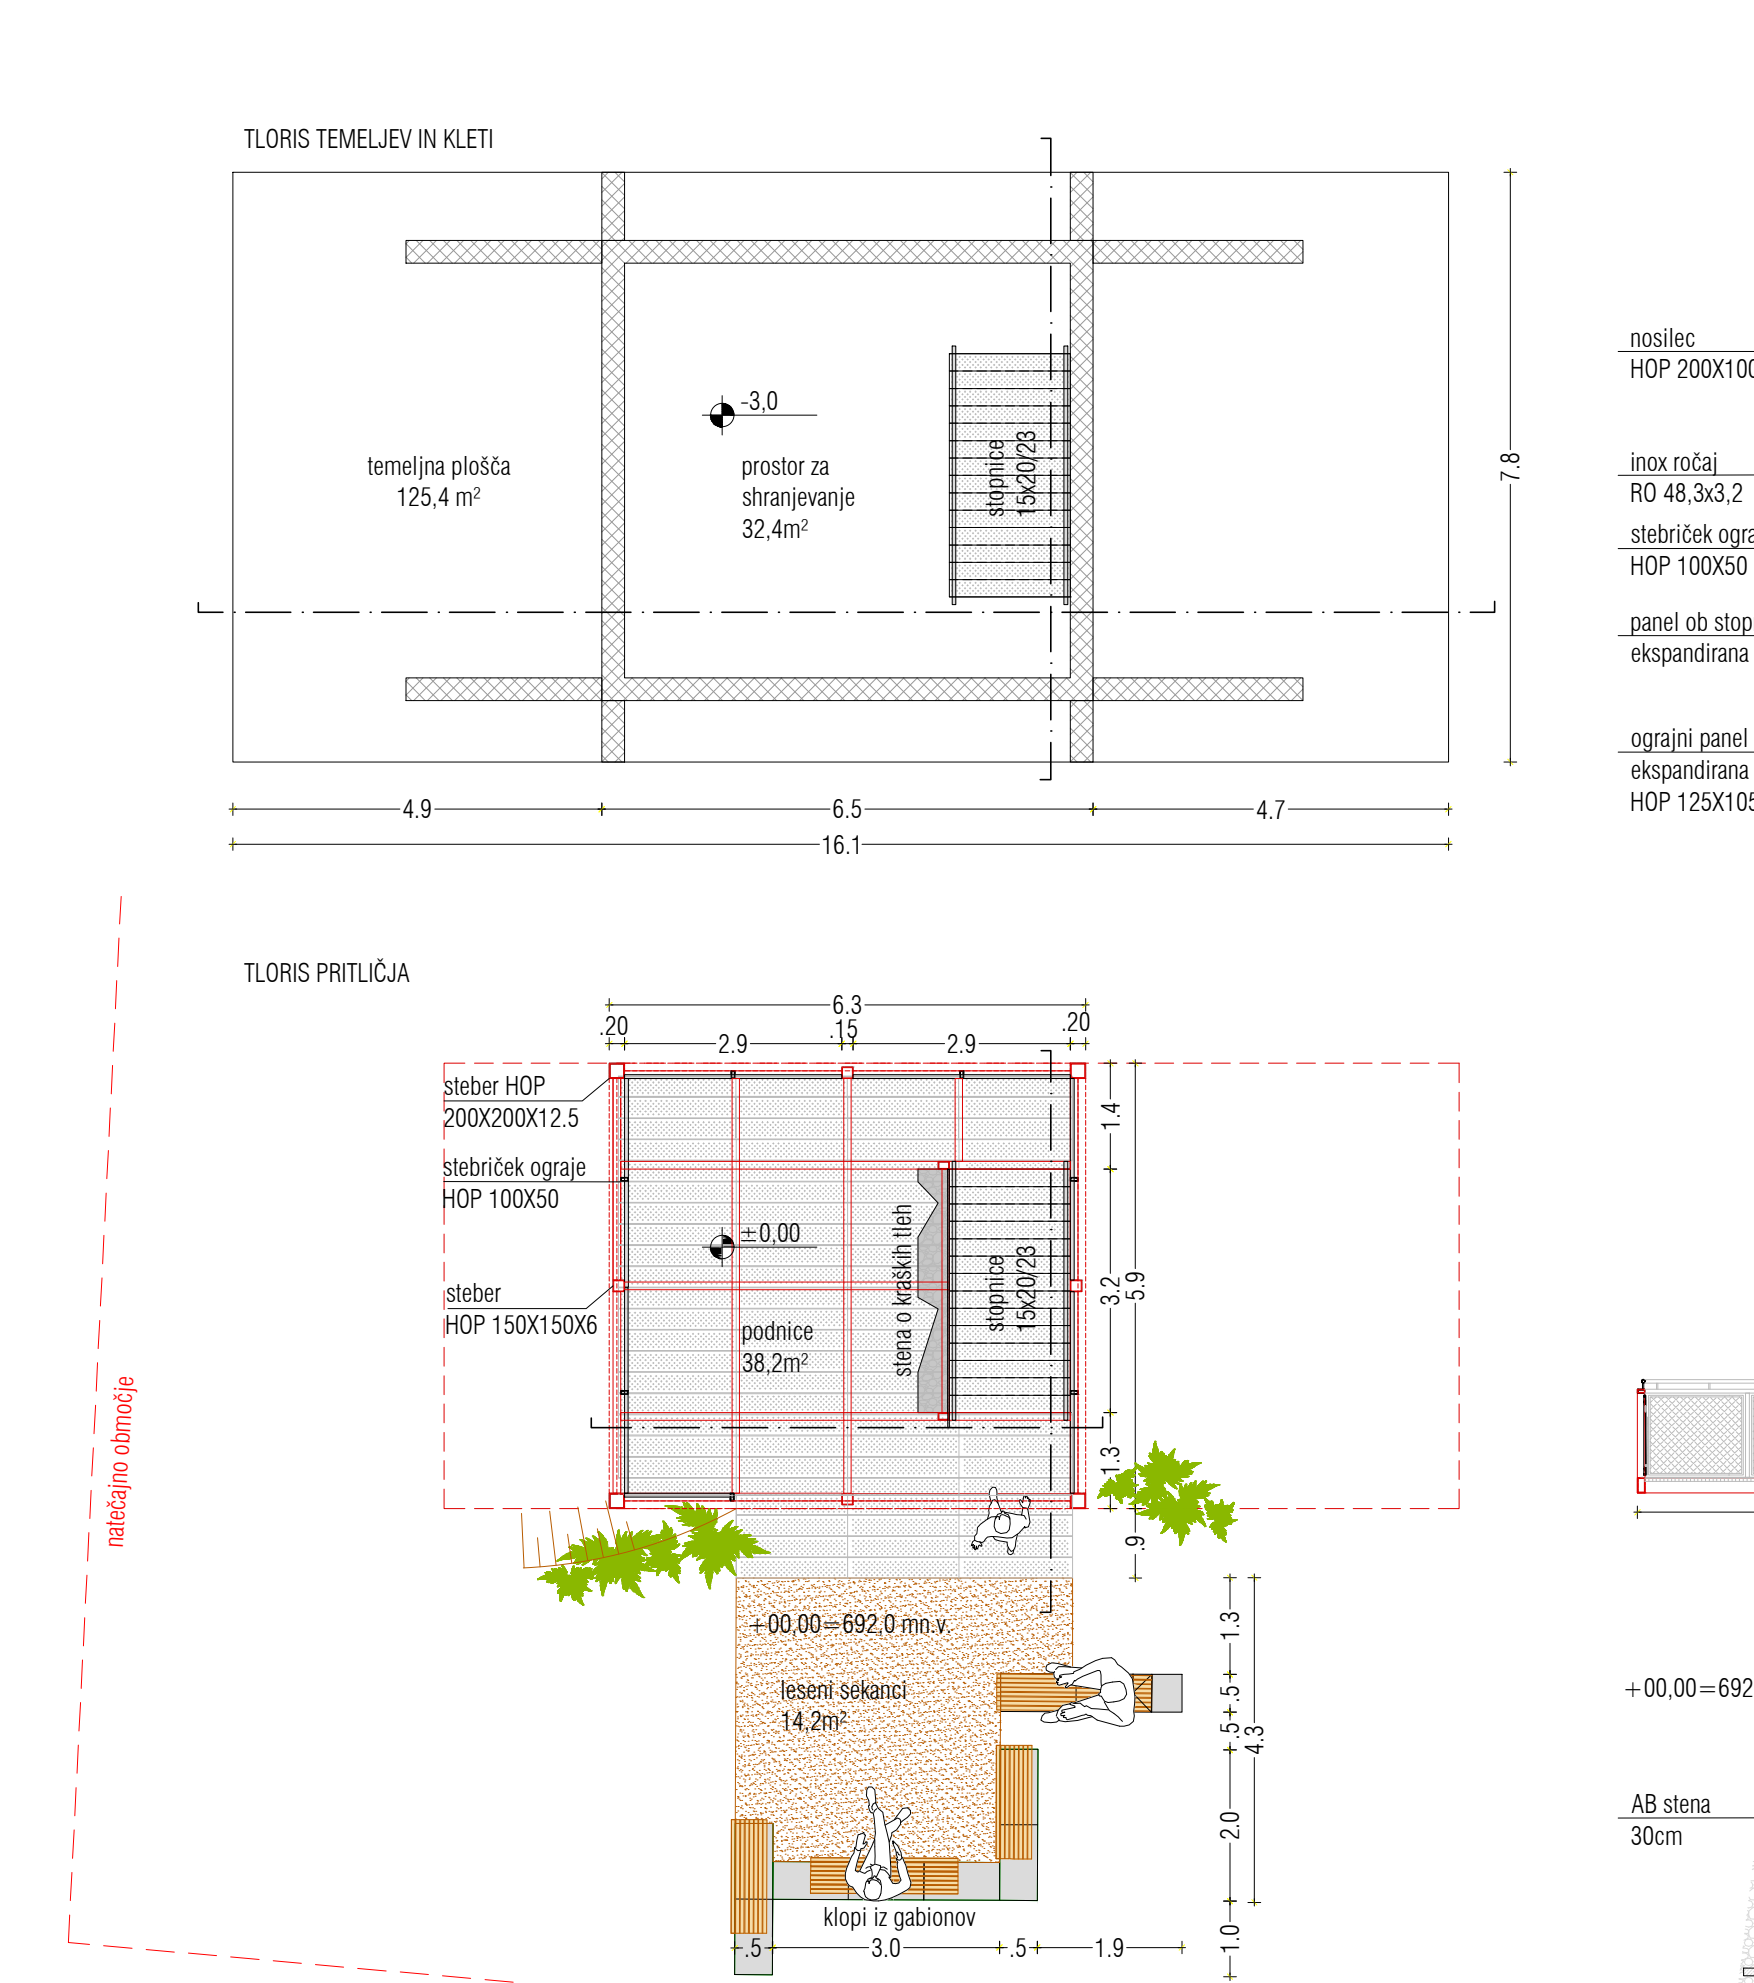 TLORIS TEMELJEV IN KLETI
-3,0
temeljna plošča
125,4 m²
prostor za
shranjevanje
32,4m²
stopnice
15x20/23
7.8
4.9
6.5
4.7
16.1
nosilec
HOP 200X100
inox ročaj
RO 48,3x3,2
stebriček ogra
HOP 100X50
panel ob stop
ekspandirana
ograjni panel
ekspandirana
HOP 125X105
TLORIS PRITLIČJA
6.3
.20
.15
.20
2.9
2.9
steber HOP
200X200X12.5
stebriček ograje
HOP 100X50
±0,00
steber
HOP 150X150X6
podnice
38,2m²
stena o kraških tleh
stopnice
15x20/23
1.4
3.2
5.9
1.3
.9
natečajno območje
+00,00=692,0 mn.v.
leseni sekanci
14,2m²
1.3
.5
.5
4.3
2.0
1.0
klopi iz gabionov
.5
3.0
.5
1.9
+00,00=692
AB stena
30cm